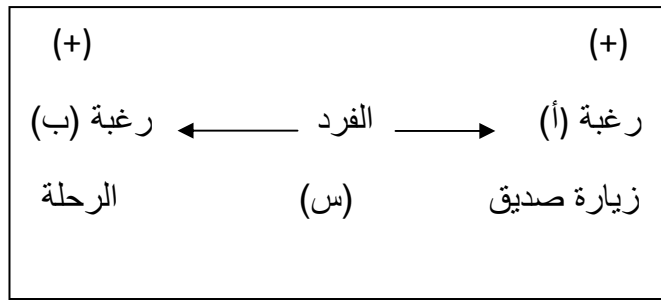 (+) (+)
رغبة (أ) الفرد رغبة (ب)
زيارة صديق (س) الرحلة